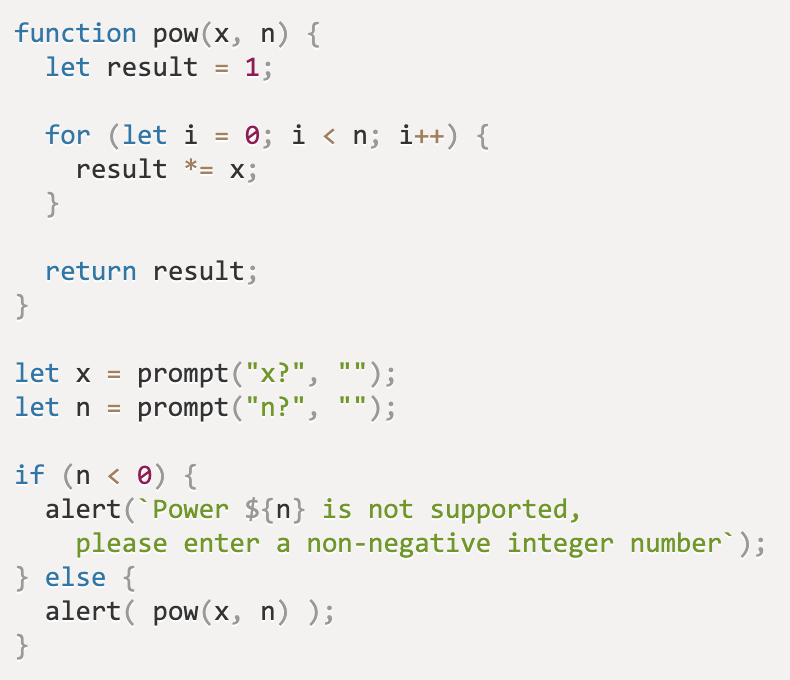 function pow(x, n) {
  let result = 1;

  for (let i = 0; i < n; i++) {
    result *= x;
  }

  return result;
}

let x = prompt("x?", "");
let n = prompt("n?", "");

if (n < 0) {
  alert(`Power ${n} is not supported,
    please enter a non-negative integer number`);
} else {
  alert( pow(x, n) );
}